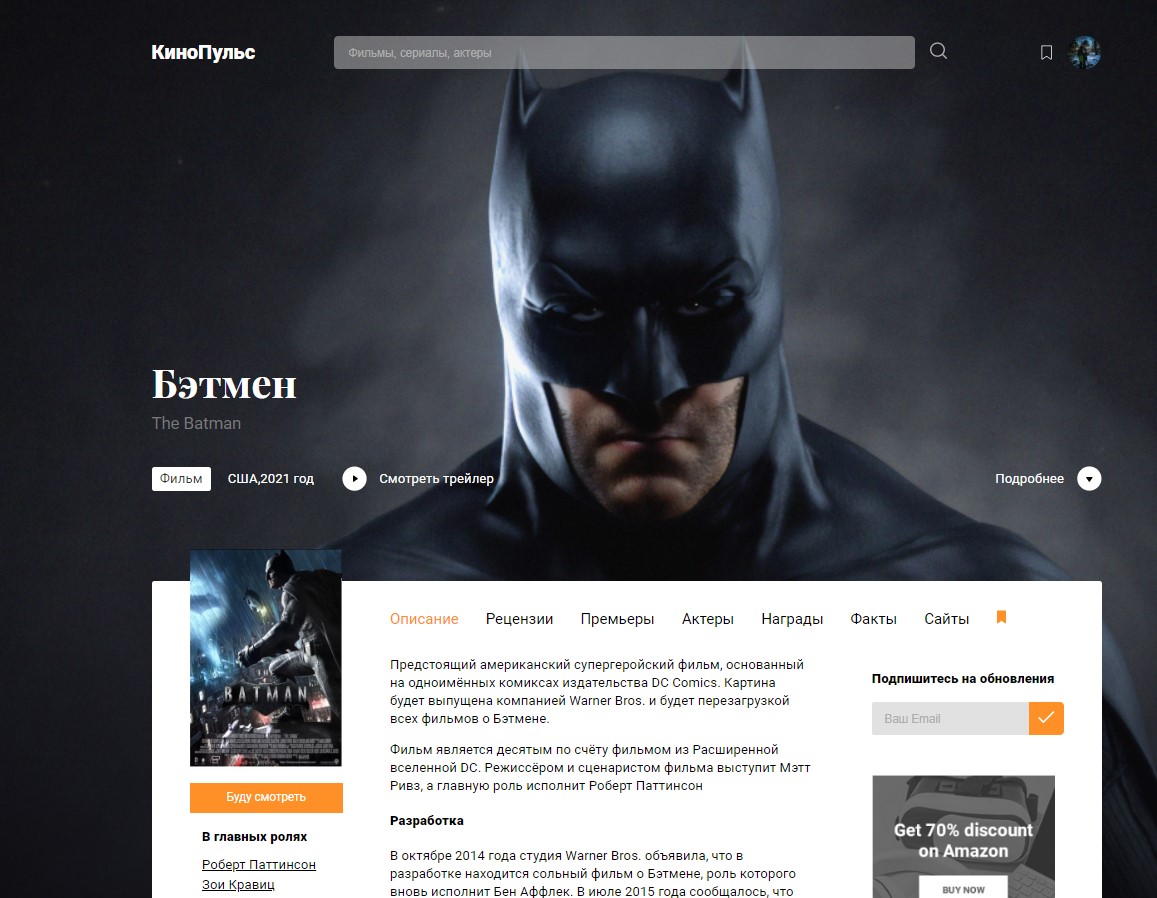 КиноПульс
Фильмы, сериалы, актеры
Бэтмен
The Batman
Фильм
США,2021 год
Смотреть трейлер
Подробнее
BATMAN
Буду смотреть
В главных ролях
Роберт Паттинсон
Зои Кравиц
Описание
Рецензии
Премьеры
Актеры
Награды
Факты
Сайты
Предстоящий американский супергеройский фильм, основанный
на одноимённых комиксах издательства DC Comics. Картина
будет выпущена компанией Warner Bros. и будет перезагрузкой
всех фильмов о Бэтмене.
Фильм является десятым по счёту фильмом из Расширенной
вселенной DC. Режиссёром и сценаристом фильма выступит Мэтт
Ривз, а главную роль исполнит Роберт Паттинсон
Разработка
В октябре 2014 года студия Warner Bros. объявила, что в
разработке находится сольный фильм о Бэтмене, роль которого
вновь исполнит Бен Аффлек. В июле 2015 года сообщалось, что
Подпишитесь на обновления
Ваш Email
Get 70% discount
on Amazon
BUY NOW